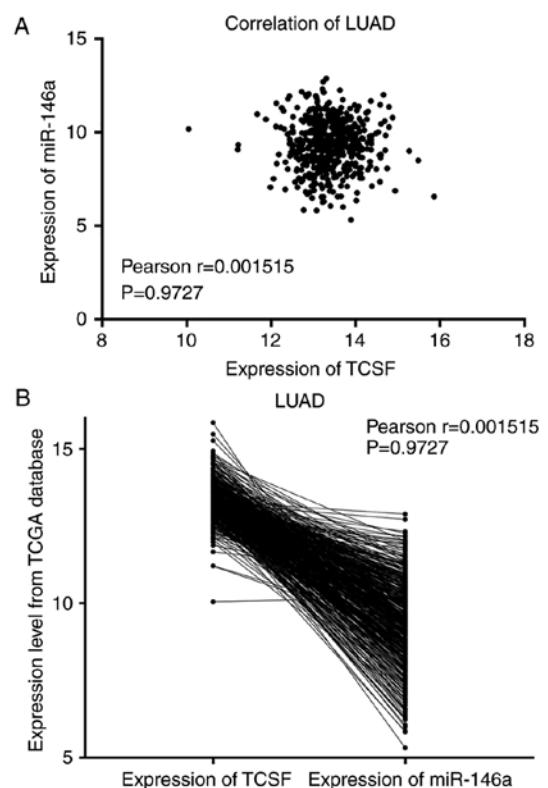 A
Correlation of LUAD
Expression of miR-146a
15
10
5
0
Pearson r=0.001515
P=0.9727
8 10 12 14 16 18
Expression of TCSF
B
LUAD
Pearson r=0.001515
P=0.9727
Expression level from TCGA database
15
10
5
Expression of TCSF Expression of miR-146a